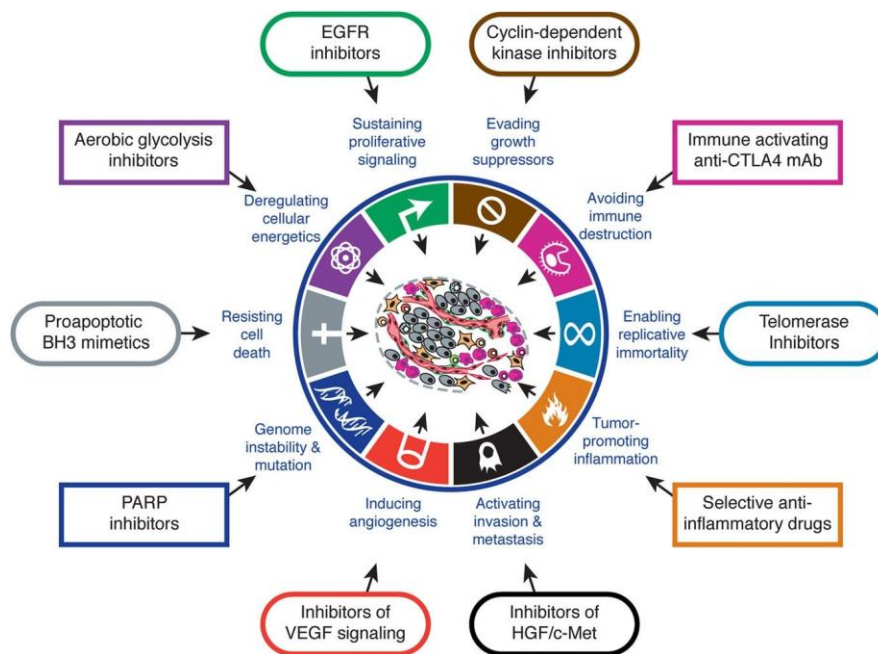 EGFR
inhibitors
Cyclin-dependent
kinase inhibitors
Sustaining
proliferative
signaling
Evading
growth
suppressors
Aerobic glycolysis
inhibitors
Immune activating
anti-CTLA4 mAb
Deregulating
cellular
energetics
Avoiding
immune
destruction
Proapoptotic
BH3 mimetics
Resisting
cell
death
Enabling
replicative
immortality
Telomerase
Inhibitors
Genome
instability &
mutation
Tumor-
promoting
inflammation
PARP
inhibitors
Inducing
angiogenesis
Activating
invasion &
metastasis
Selective anti-
inflammatory drugs
Inhibitors of
VEGF signaling
Inhibitors of
HGF/c-Met